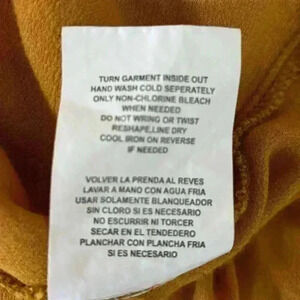 TURN GARMENT INSIDE OUT
HAND WASH COLD SEPERATELY
ONLY NON-CHLORINE BLEACH
WHEN NEEDED
DO NOT WRING OR TWIST
RESHAPE,LINE DRY
COOL IRON ON REVERSE
IF NEEDED
VOLVER LA PRENDA AL REVES
LAVAR A MANO CON AGUA FRIA
USAR SOLAMENTE BLANQUEADOR
SIN CLORO SI ES NECESARIO
NO ESCURRIR NI TORCER
SECAR EN EL TENDEDERO
PLANCHAR CON PLANCHA FRIA
SI ES NECESARIO